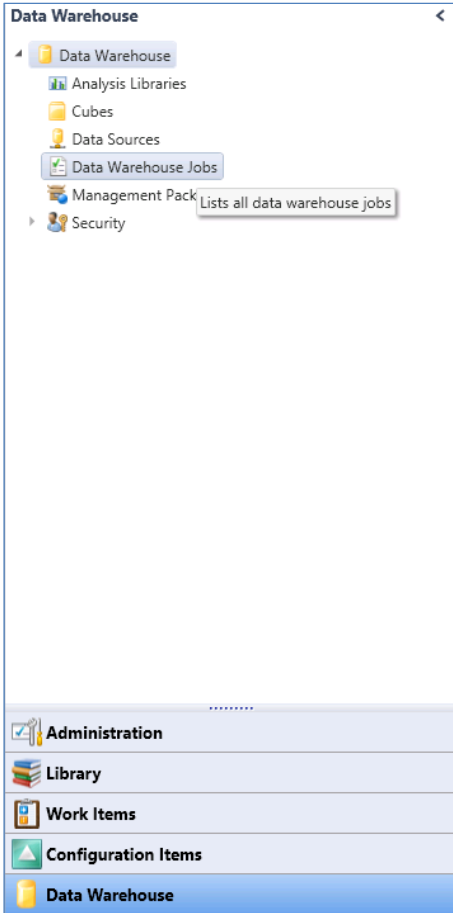 Data Warehouse
Data Warehouse
Analysis Libraries
Cubes
Data Sources
Data Warehouse Jobs
Management Pack
Lists all data warehouse jobs
Security
Administration
Library
Work Items
Configuration Items
Data Warehouse